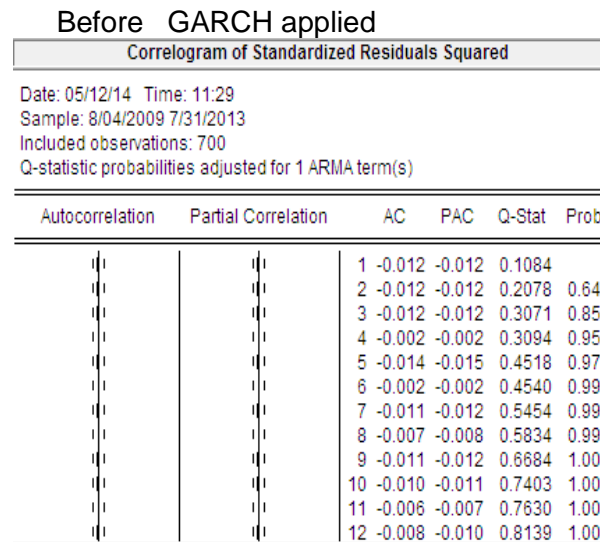 Before GARCH applied
Correlogram of Standardized Residuals Squared
Date: 05/12/14 Time: 11:29
Sample: 8/04/2009 7/31/2013
Included observations: 700
Q-statistic probabilities adjusted for 1 ARMA term(s)
Autocorrelation Partial Correlation AC PAC Q-Stat Prob
1 -0.012 -0.012 0.1084
2 -0.012 -0.012 0.2078 0.64
3 -0.012 -0.012 0.3071 0.85
4 -0.002 -0.002 0.3094 0.95
5 -0.014 -0.015 0.4518 0.97
6 -0.002 -0.002 0.4540 0.99
7 -0.011 -0.012 0.5454 0.99
8 -0.007 -0.008 0.5834 0.99
9 -0.011 -0.012 0.6684 1.00
10 -0.010 -0.011 0.7403 1.00
11 -0.006 -0.007 0.7630 1.00
12 -0.008 -0.010 0.8139 1.00